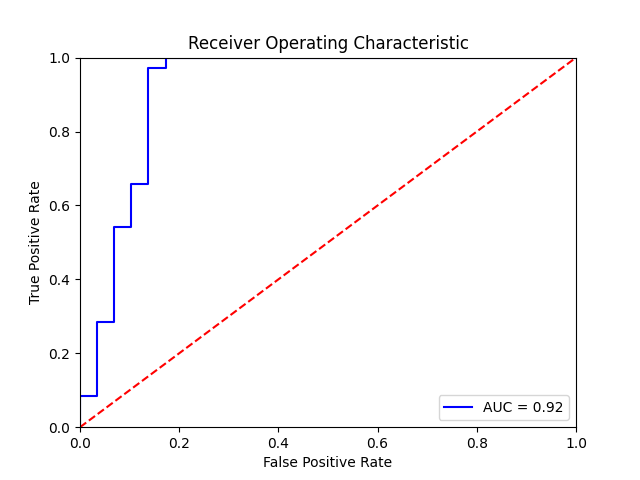 Receiver Operating Characteristic
True Positive Rate
1.0
0.8
0.6
0.4
0.2
0.0
0.0 0.2 0.4 0.6 0.8 1.0
False Positive Rate
AUC = 0.92